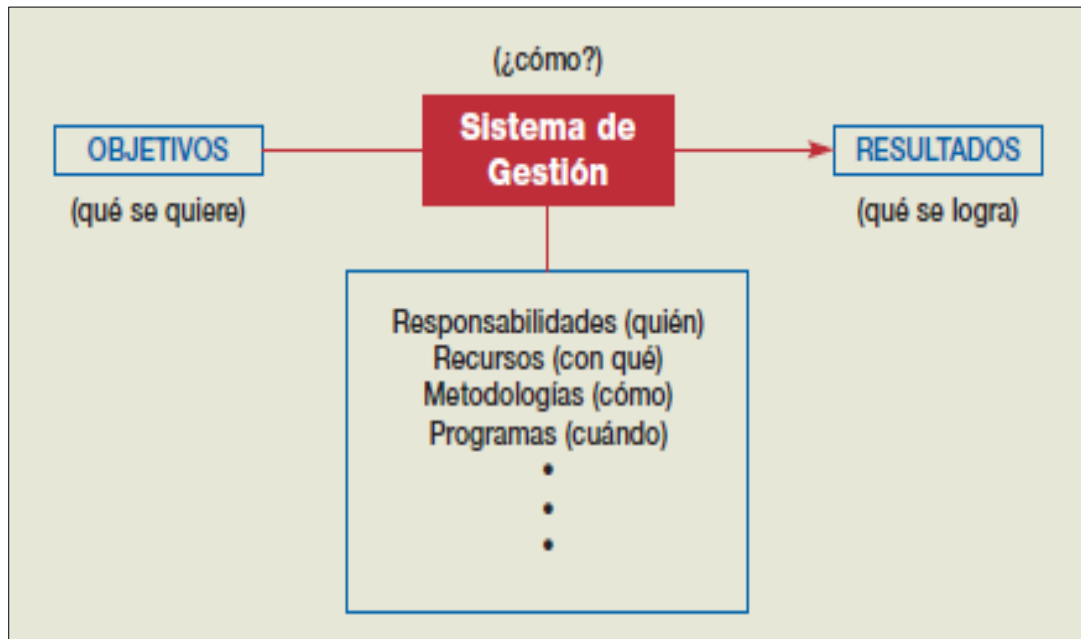 (¿cómo?)
Sistema de
Gestión
OBJETIVOS
(qué se quiere)
RESULTADOS
(qué se logra)
Responsabilidades (quién)
Recursos (con qué)
Metodologías (cómo)
Programas (cuándo)
•
•
•